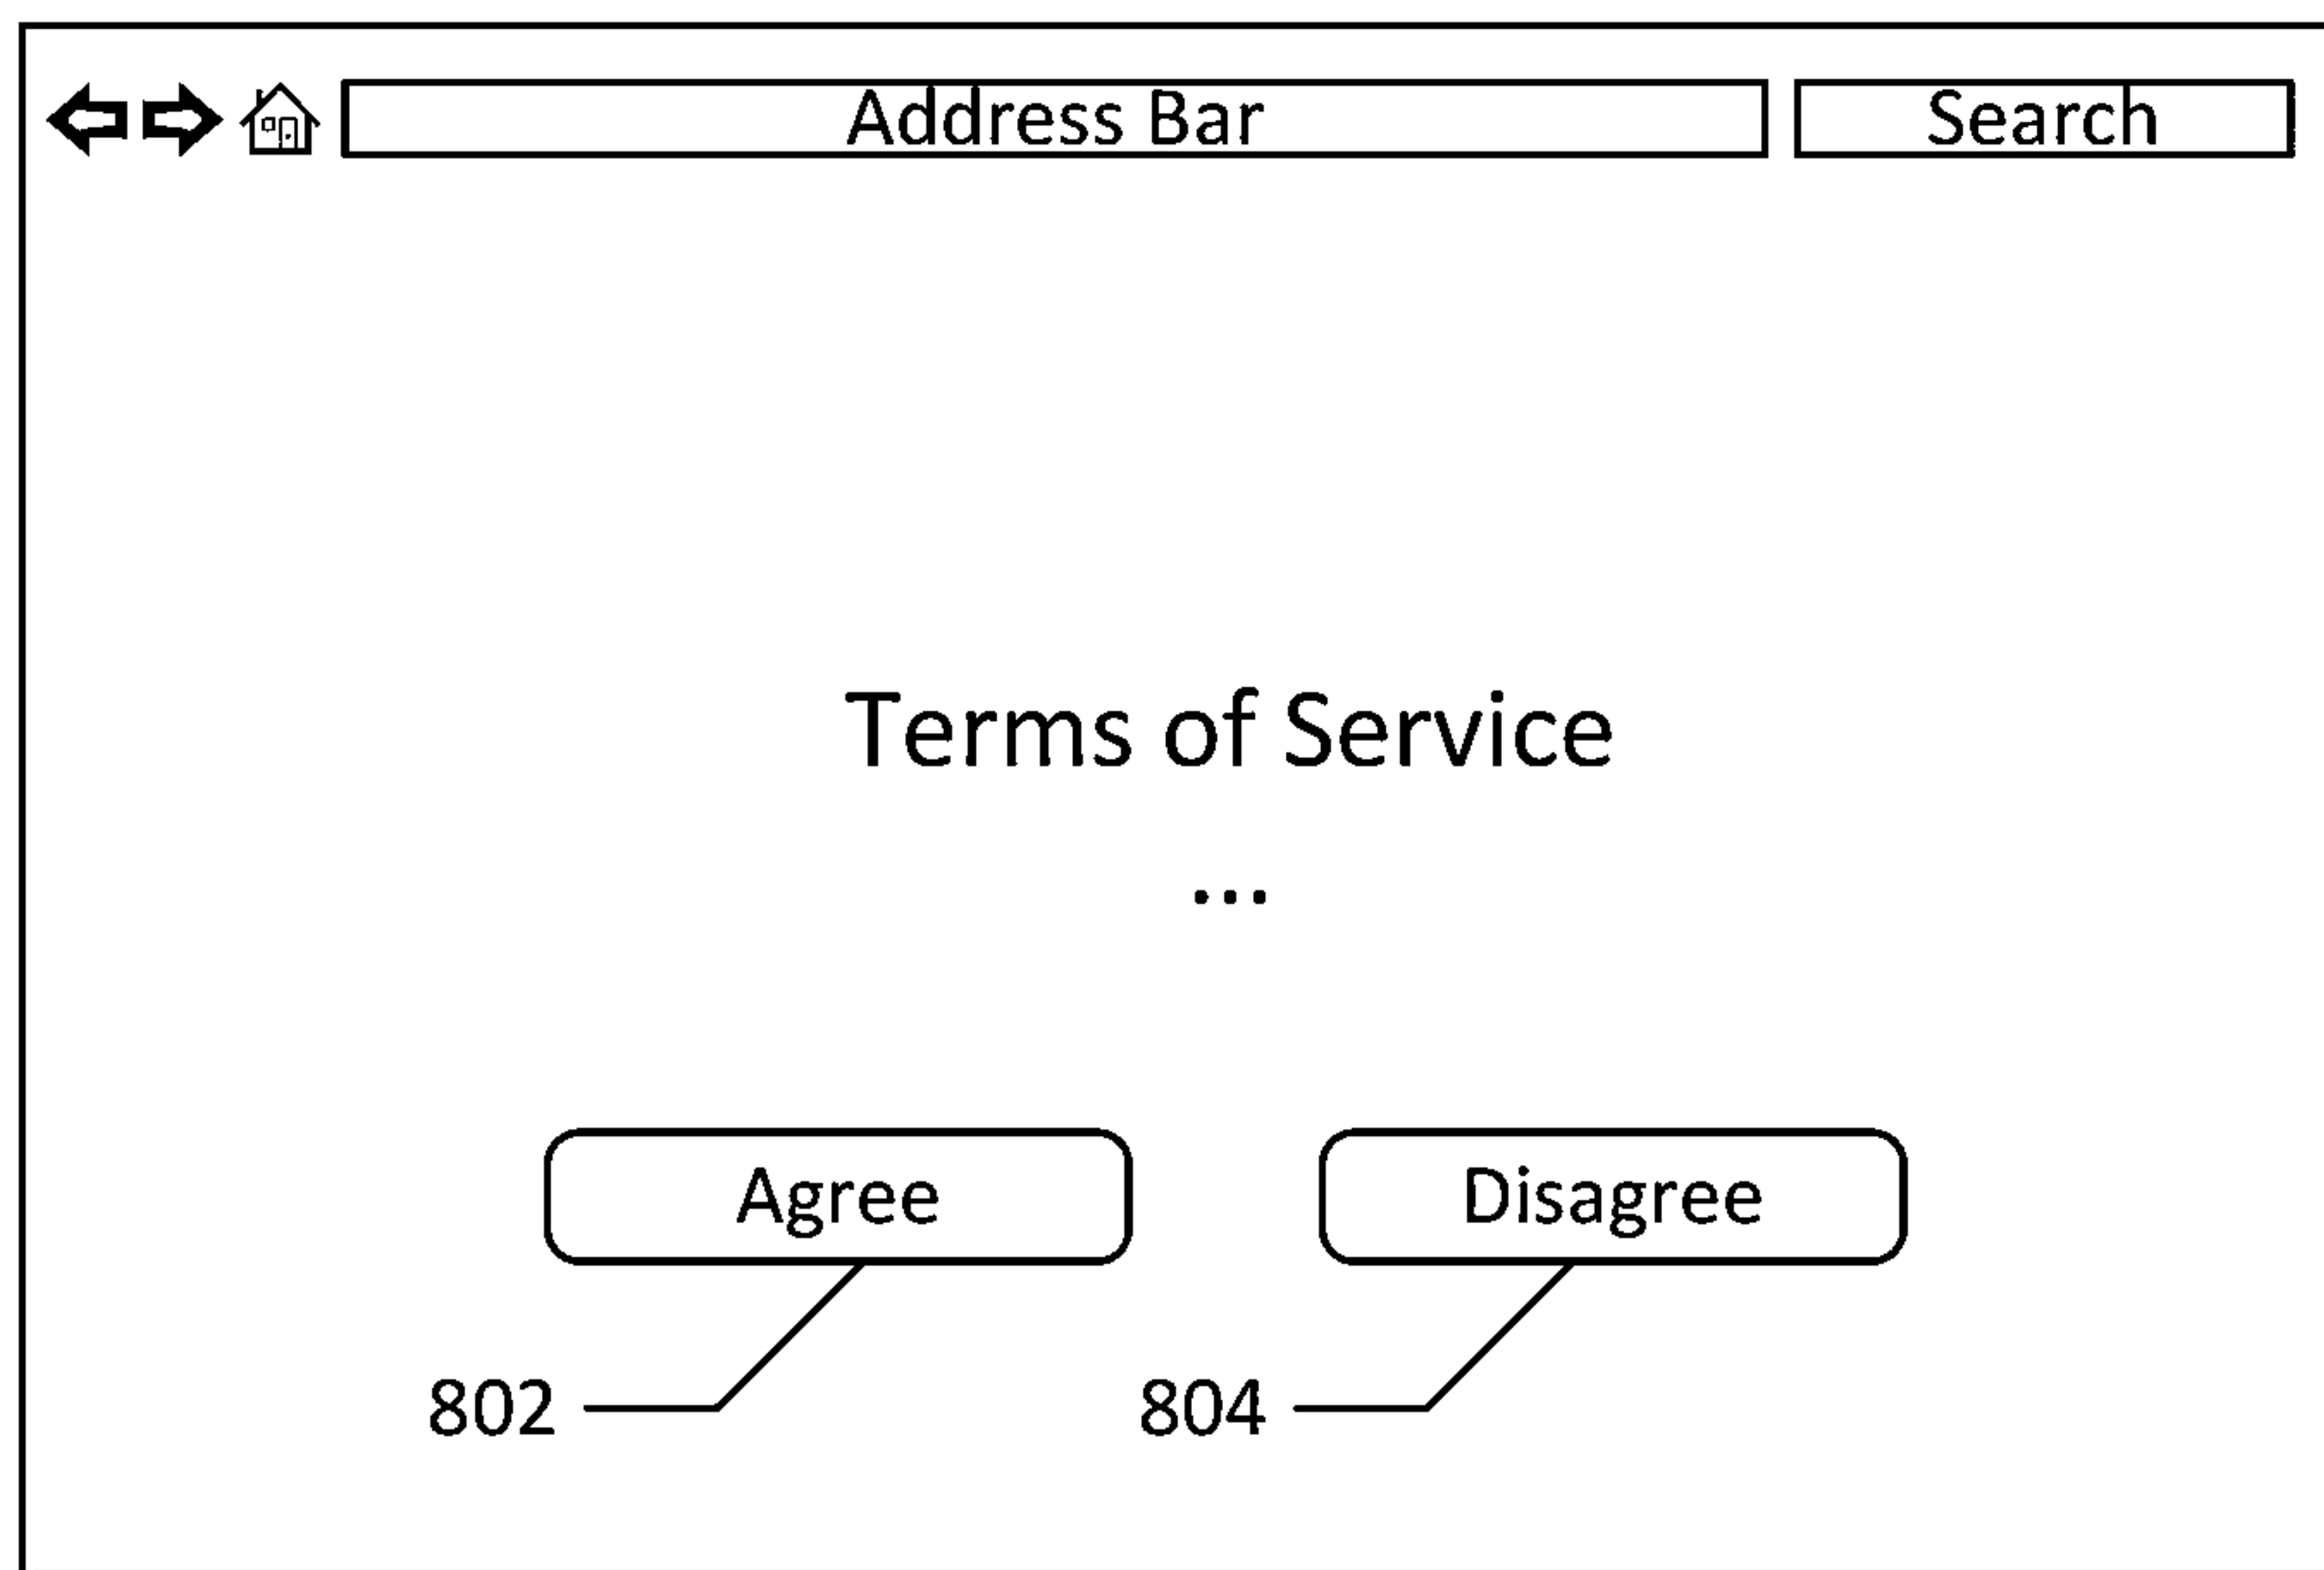 Address Bar Search
Terms of Service
...
Agree Disagree
802 804